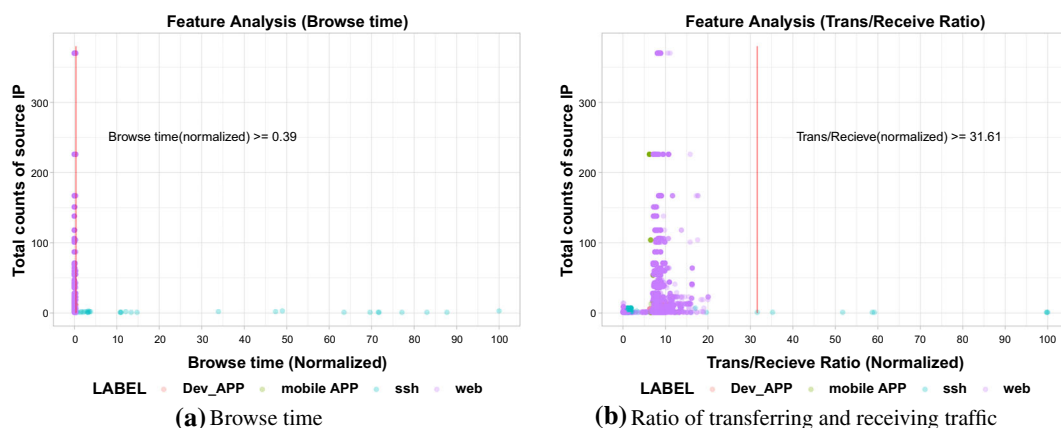 Feature Analysis (Browse time)
Total counts of source IP
300
200
100
0
Browse time(normalized) >= 0.39
0 10 20 30 40 50 60 70 80 90 100
Browse time (Normalized)
LABEL Dev_APP mobile APP ssh web
(a) Browse time
Feature Analysis (Trans/Receive Ratio)
Total counts of source IP
300
200
100
0
Trans/Recieve(normalized) >= 31.61
0 10 20 30 40 50 60 70 80 90 100
Trans/Recieve Ratio (Normalized)
LABEL Dev_APP mobile APP ssh web
(b) Ratio of transferring and receiving traffic